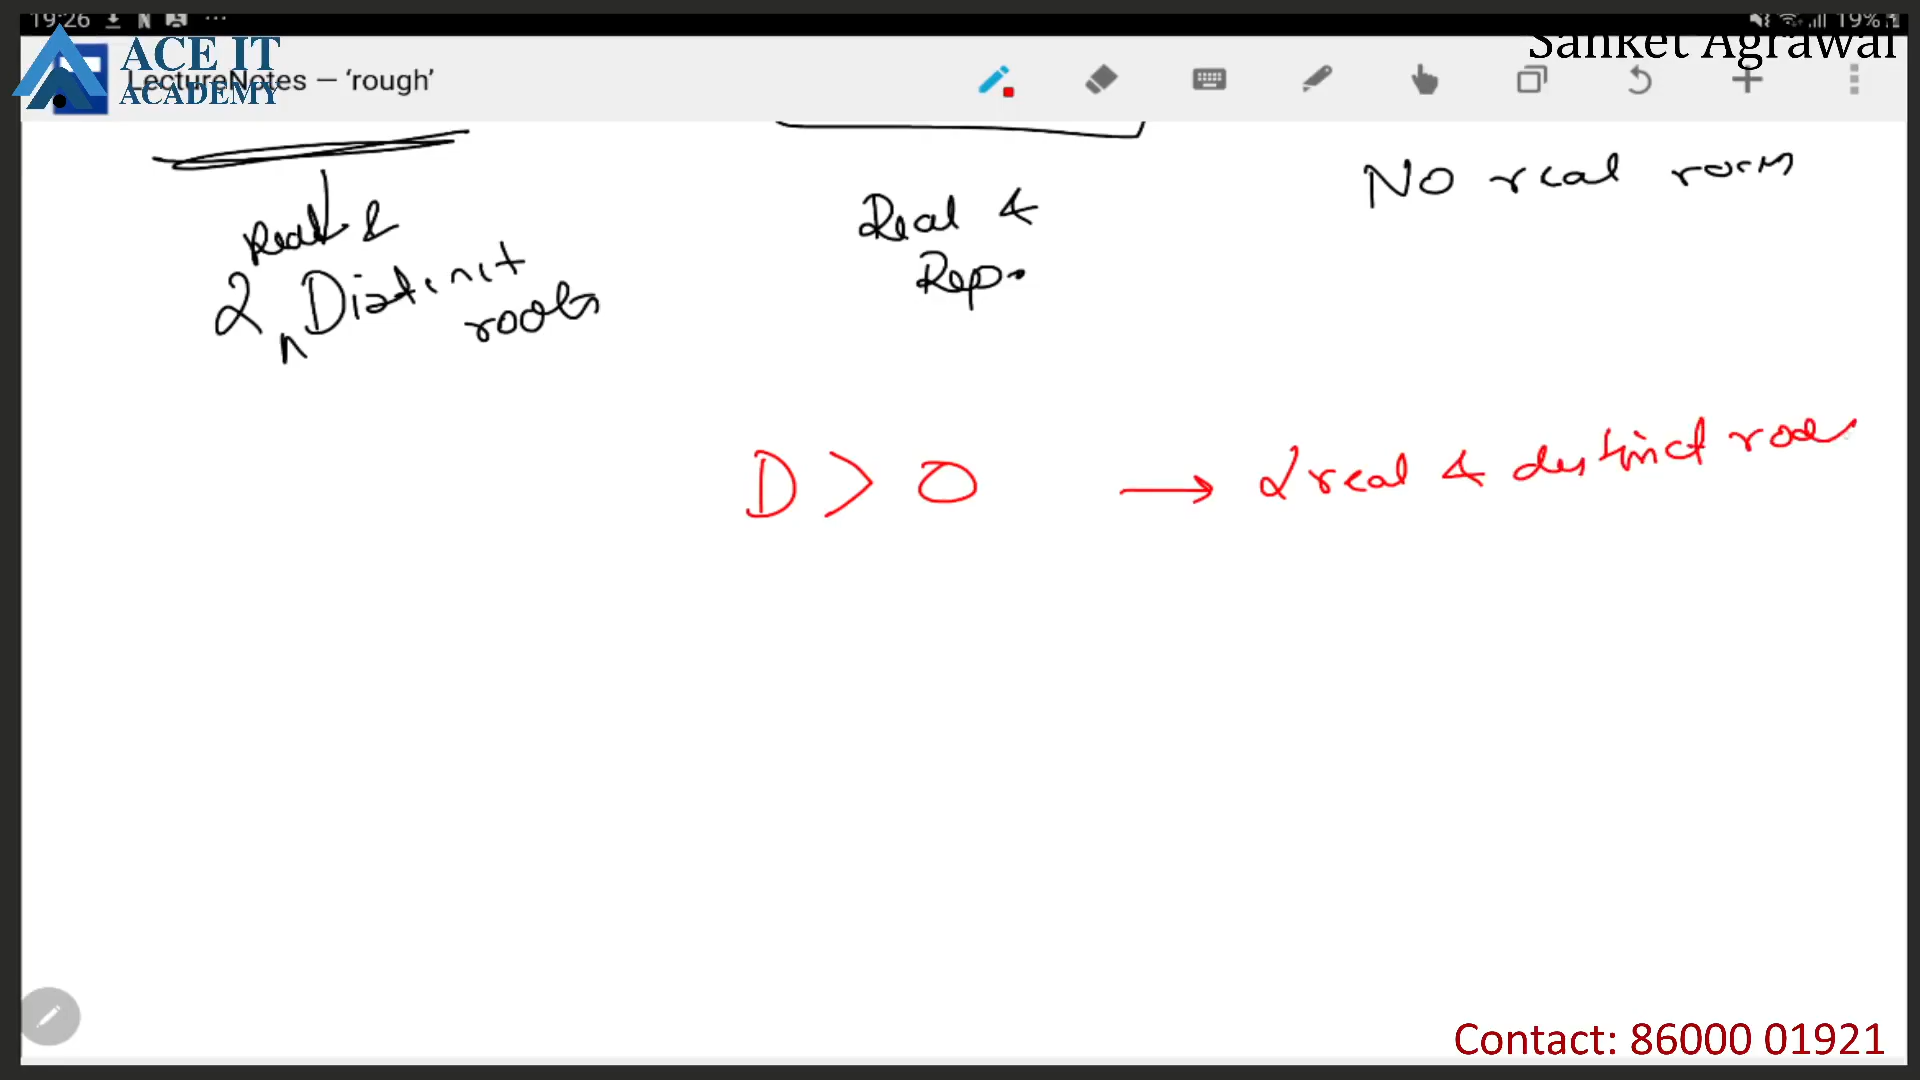 19:26
19%
Sanket Agrawal
ACE IT
ACADEMY
LectureNotes — ‘rough’
Real &
2 Distinct
roots
Real &
Rep.
No real roots
D > 0 → 2 real & distinct roots
Contact: 86000 01921